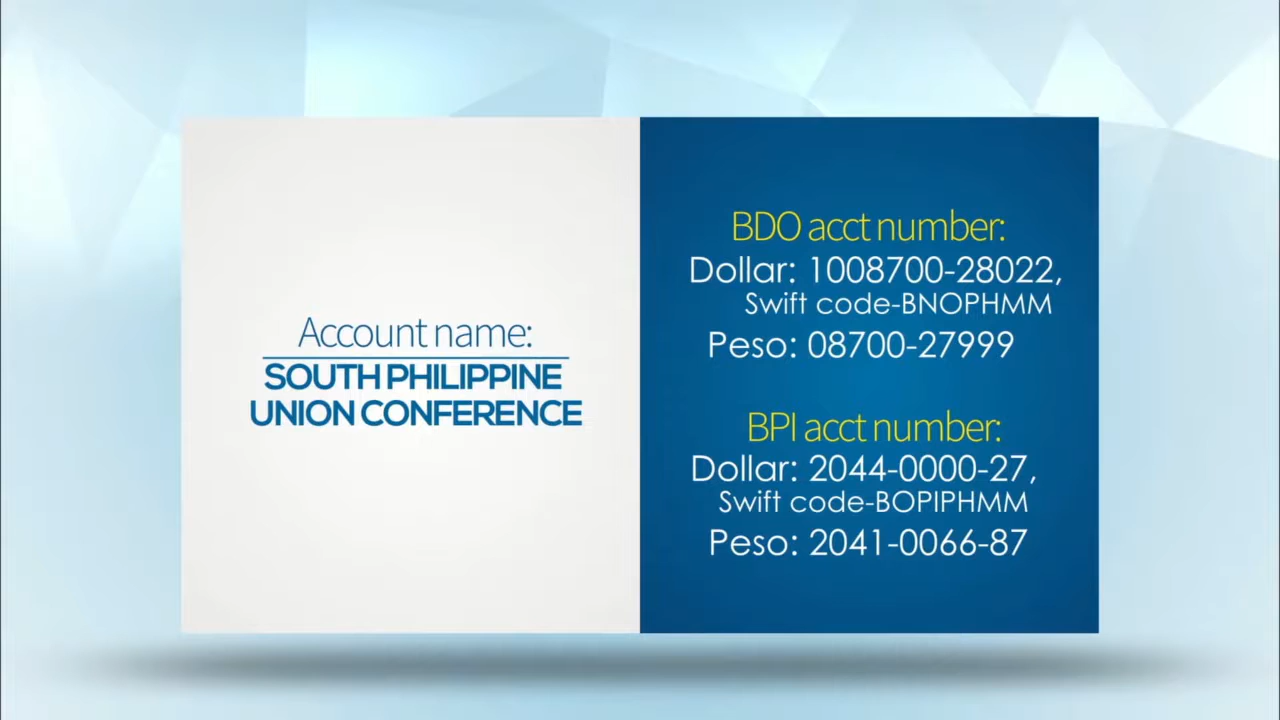 Account name:
SOUTH PHILIPPINE
UNION CONFERENCE
BDO acct number:
Dollar: 1008700-28022,
Swift code-BNOPHMM
Peso: 08700-27999
BPI acct number:
Dollar: 2044-0000-27,
Swift code-BOPIPHMM
Peso: 2041-0066-87